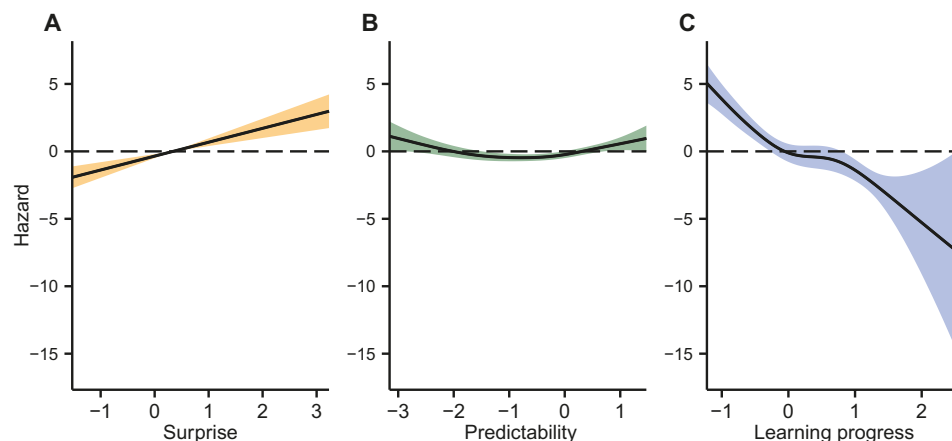 A B C
Hazard
5 5 5
0 0 0
−5 −5 −5
−10 −10 −10
−15 −15 −15
−1 0 1 2 3 −3 −2 −1 0 1 −1 0 1 2
Surprise Predictability Learning progress